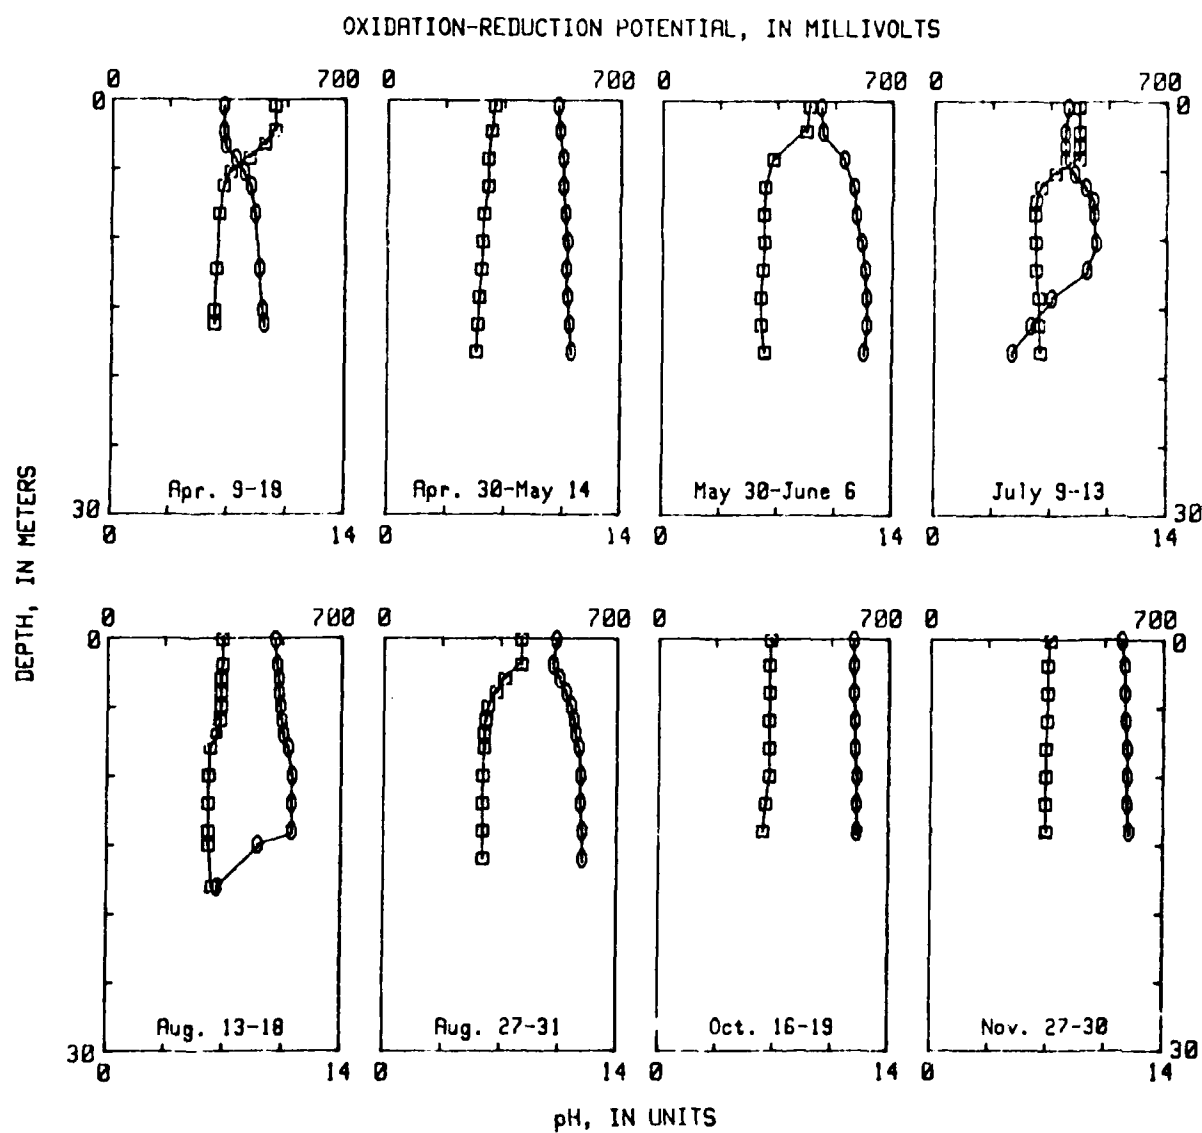 OXIDATION-REDUCTION POTENTIAL, IN MILLIVOLTS
0 700 0 700 0 700 0 700
0
Apr. 9-18 Apr. 30-May 14 May 30-June 6 July 9-13
30 30
0 14 0 14 0 14 0 14
DEPTH, IN METERS
0 700 0 700 0 700 0 700
0 0
Aug. 13-18 Aug. 27-31 Oct. 16-19 Nov. 27-30
30 30
0 14 0 14 0 14 0 14
pH, IN UNITS